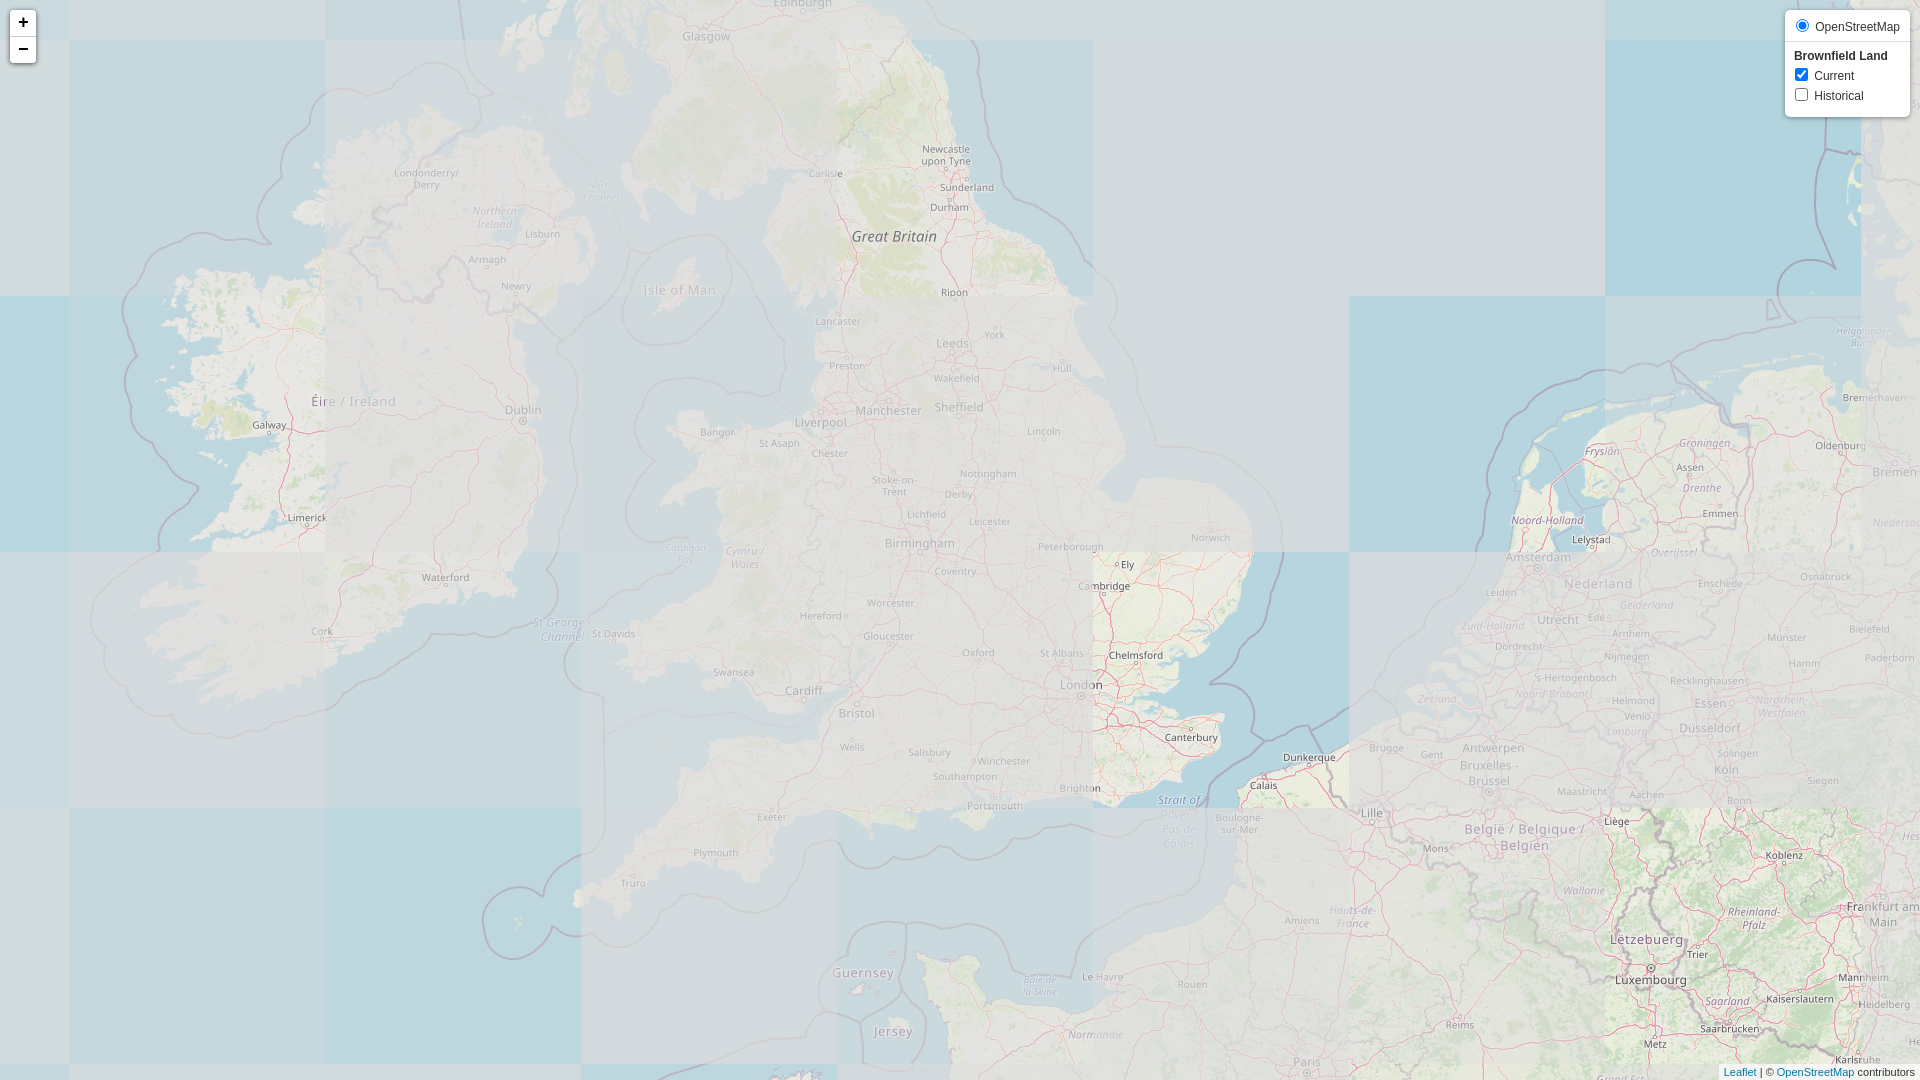 +
−
OpenStreetMap
Brownfield Land
Current
Historical
Edinburgh
Glasgow
Londonderry/
Derry
North
Channel
Newcastle
upon Tyne
Carlisle
Sunderland
Northern
Ireland
Durham
Lisburn
Great Britain
Armagh
Newry
Isle of Man
Ripon
Lancaster
York
Leeds
Preston
Hull
Wakefield
Éire / Ireland
Dublin
Manchester
Sheffield
Liverpool
Galway
Bangor
St Asaph
Lincoln
Chester
Nottingham
Stoke-on-
Trent
Derby
Limerick
Lichfield
Leicester
Norwich
Birmingham
Peterborough
Cardigan
Bay
Cymru /
Wales
Ely
Coventry
Waterford
Cambridge
Worcester
Hereford
St George's
Channel
Cork
St Davids
Gloucester
Oxford
St Albans
Chelmsford
Swansea
London
Cardiff
Bristol
Canterbury
Wells
Salisbury
Winchester
Southampton
Brighton
Portsmouth
Strait of
Dover /
Pas de
Calais
Exeter
Plymouth
Truro
Dunkerque
Calais
Boulogne-
sur-Mer
Lille
Guernsey
Jersey
Baie de
la Seine
Le Havre
Rouen
Amiens
Hauts-de-
France
Normandie
Reims
Paris
Helgoländer
Bucht
Bremerhaven
Groningen
Oldenburg
Fryslân
Assen
Bremen
Drenthe
Emmen
Noord-Holland
Lelystad
Amsterdam
Overijssel
Nederland
Enschede
Osnabrück
Leiden
Gelderland
Utrecht
Ede
Zuid-Holland
Arnhem
Münster
Bielefeld
Dordrecht
Nijmegen
Hamm
Paderborn
's-Hertogenbosch
Recklinghausen
Zeeland
Noord-Brabant
Helmond
Essen
Nordrhein-
Westfalen
Venlo
Düsseldorf
Limburg
Brugge
Gent
Antwerpen
Solingen
Bruxelles -
Brussel
Köln
Maastricht
Aachen
Siegen
Bonn
Liège
België / Belgique /
Belgien
Mons
Koblenz
Wallonie
Frankfurt am
Main
Rheinland-
Pfalz
Lëtzebuerg
Trier
Luxembourg
Mannheim
Saarland
Kaiserslautern
Heidelberg
Saarbrücken
Metz
Leaflet | © OpenStreetMap contributors